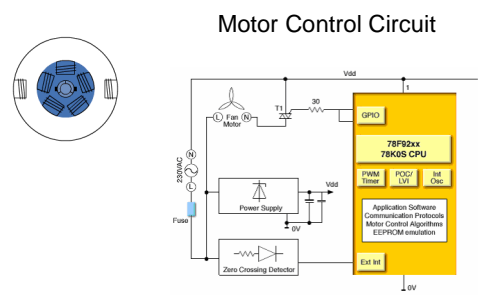 Motor Control Circuit
Vdd
1
T1
30
GPIO
L
Fan
Motor
N
78F92xx
78K0S CPU
N
230VAC
L
PWM
Timer
POC/
LVI
Int
Osc
Vdd
Fuse
Power Supply
0V
Application Software
Communication Protocols
Motor Control Algorithms
EEPROM emulation
Zero Crossing Detector
Ext Int
0V